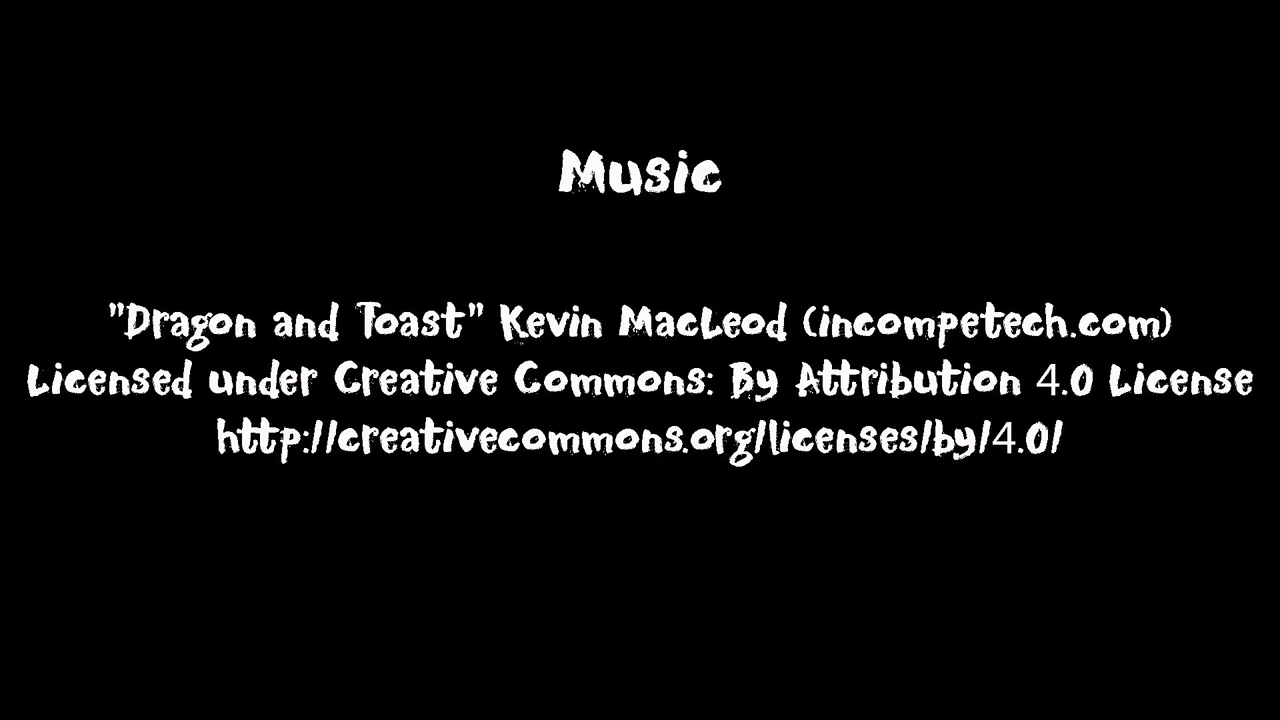 Music
"Dragon and Toast" Kevin MacLeod (incompetech.com)
Licensed under Creative Commons: By Attribution 4.0 License
http://creativecommons.org/licenses/by/4.0/